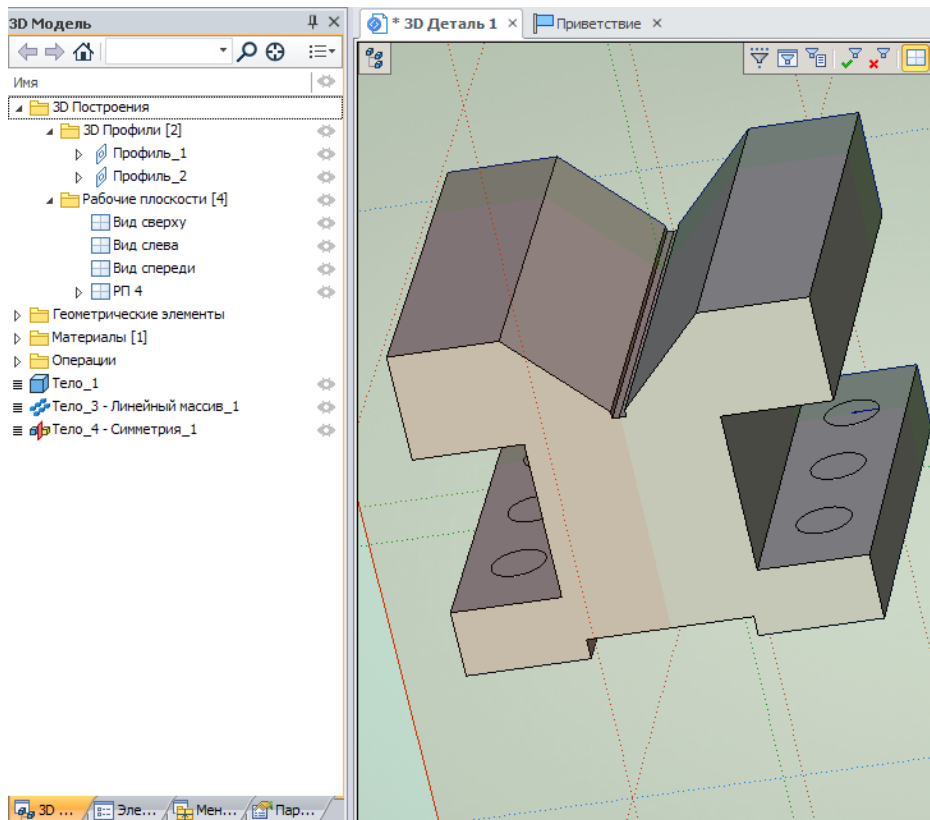 3D Модель
* 3D Деталь 1
Приветствие
Имя
3D Построения
3D Профили [2]
Профиль_1
Профиль_2
Рабочие плоскости [4]
Вид сверху
Вид слева
Вид спереди
РП 4
Геометрические элементы
Материалы [1]
Операции
Тело_1
Тело_3 - Линейный массив_1
Тело_4 - Симметрия_1
3D ... Эле... Мен... Пар...